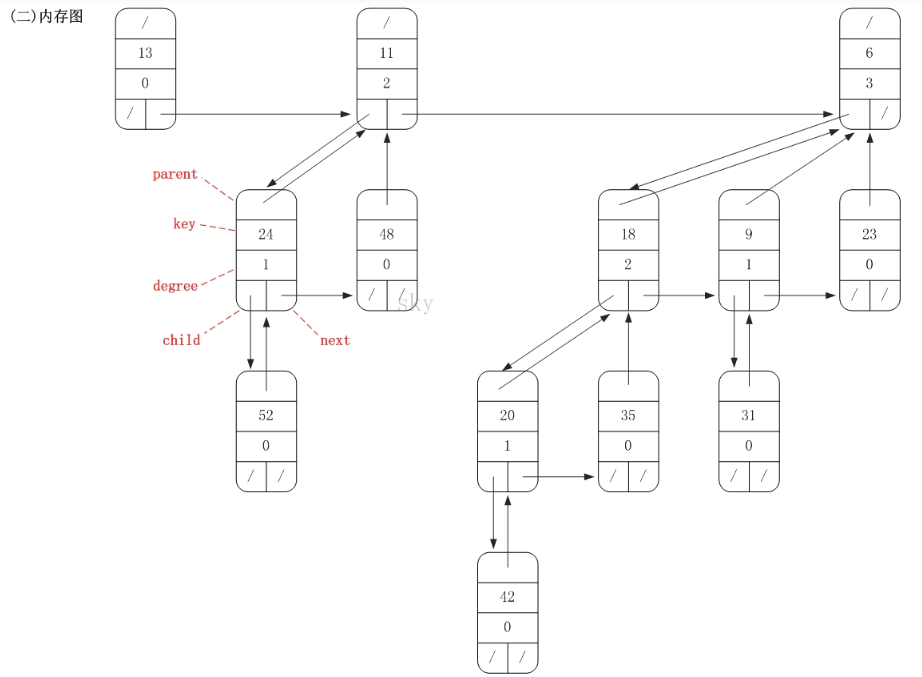 (二)内存图
/ / /
13 11 6
0 2 3
/ /
parent
key
24 48 18 9 23
1 0 2 1 0
degree
/ / / /
sky
child next
52 20 35 31
0 1 0 0
/ / / / / /
42
0
/ /